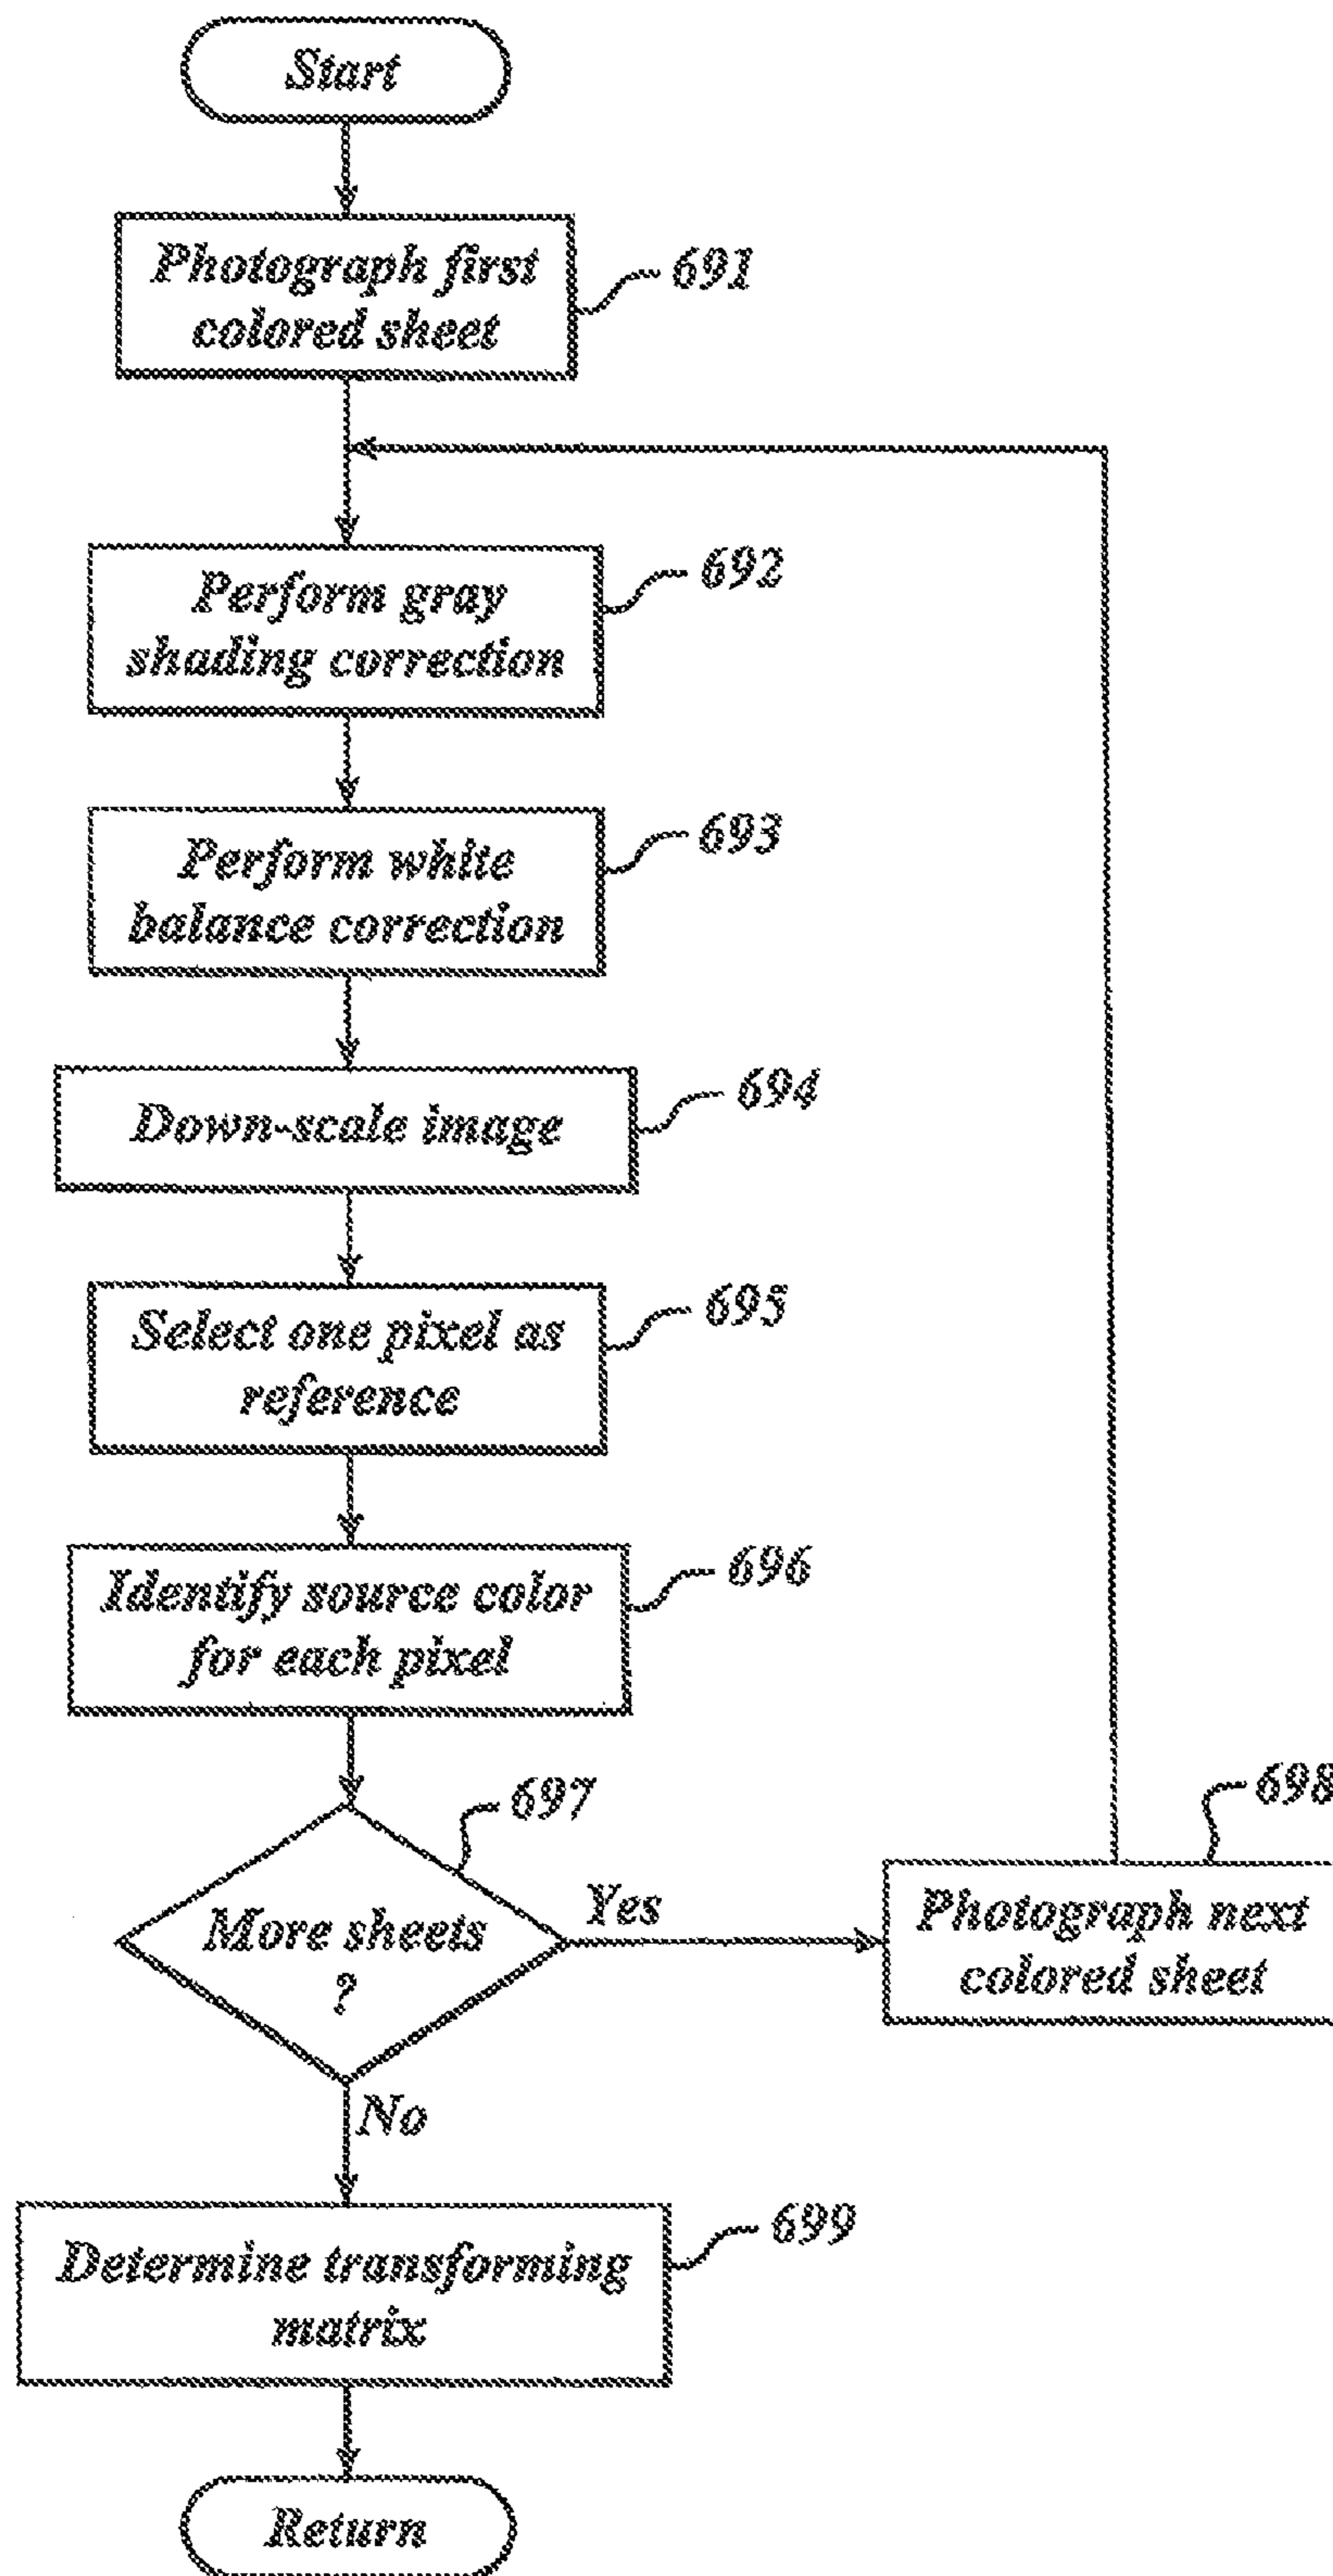 Start
Photograph first
colored sheet
691
Perform gray
shading correction
692
Perform white
balance correction
693
Down-scale image
694
Select one pixel as
reference
695
Identify source color
for each pixel
696
697
More sheets
?
Yes
698
Photograph next
colored sheet
No
Determine transforming
matrix
699
Return